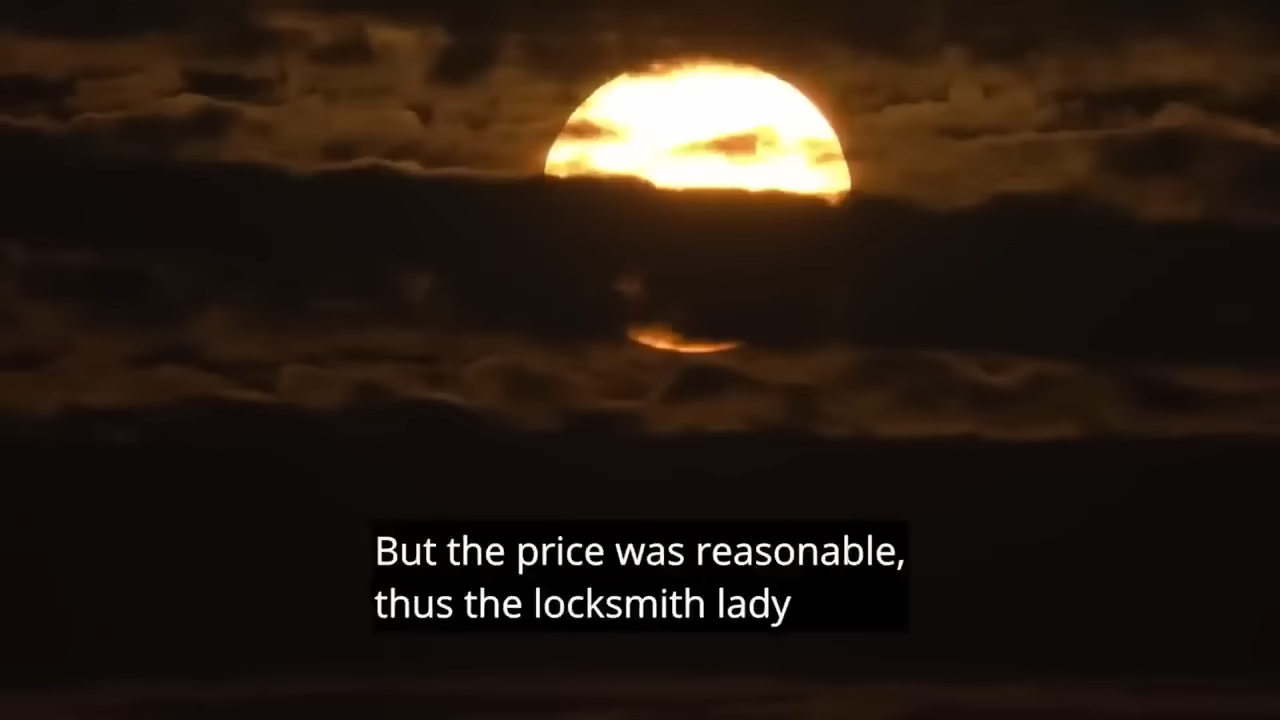 But the price was reasonable,
thus the locksmith lady